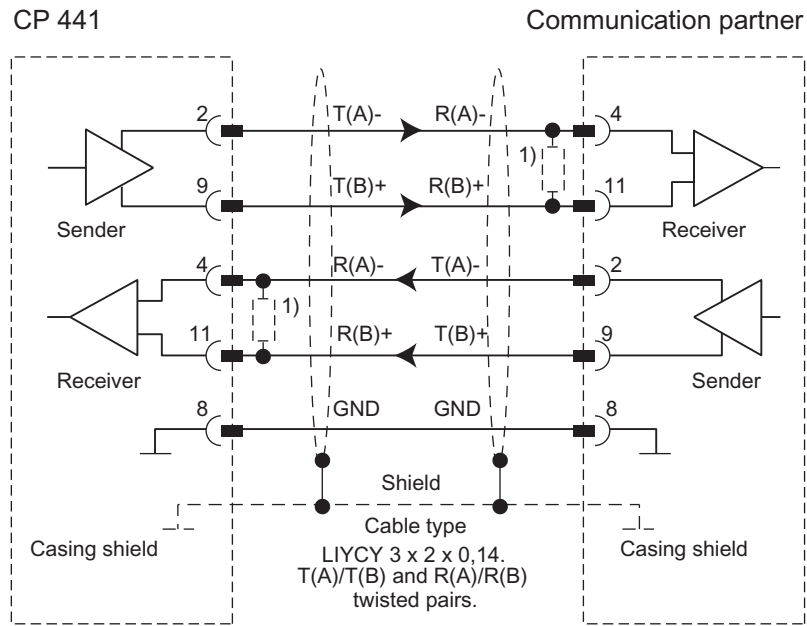 CP 441
Communication partner
2
T(A)-
R(A)-
4
1)
9
T(B)+
R(B)+
11
Sender
Receiver
4
R(A)-
T(A)-
2
1)
11
R(B)+
T(B)+
9
Receiver
Sender
8
GND
GND
8
Shield
Casing shield
Cable type
Casing shield
LIYCY 3 x 2 x 0,14.
T(A)/T(B) and R(A)/R(B)
twisted pairs.